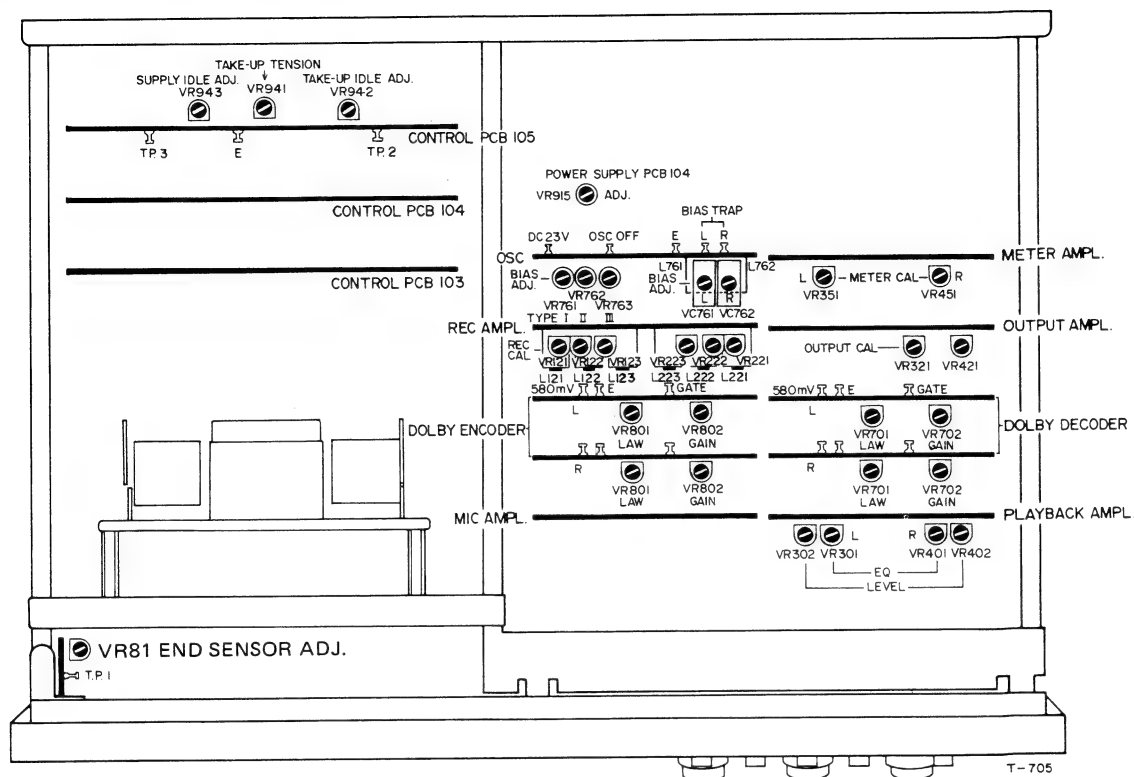 TAKE-UP TENSION
SUPPLY IDLE ADJ. ↓ TAKE-UP IDLE ADJ.
VR943 VR941 VR942
CONTROL PCB 105
T.P.3 E T.P.2
CONTROL PCB 104
CONTROL PCB 103
POWER SUPPLY PCB 104
VR915 ADJ.
BIAS TRAP
DC 23V OSC OFF E L R
OSC
METER AMPL.
L761 L762
BIAS ADJ. BIAS ADJ. L
L R
VR761 VR762 VR763
VC761 VC762
L METER CAL R
VR351 VR451
TYPE I II III
REC AMPL.
OUTPUT AMPL.
REC CAL
VR121 VR122 VR123 VR223 VR222 VR221
L121 L122 L123 L223 L222 L221
OUTPUT CAL
VR321 VR421
580mV E GATE
L
580mV E GATE
L
DOLBY ENCODER
DOLBY DECODER
VR801 VR802
LAW GAIN
VR701 VR702
LAW GAIN
R
R
VR801 VR802
LAW GAIN
VR701 VR702
LAW GAIN
MIC AMPL.
PLAYBACK AMPL.
L R
VR302 VR301 VR401 VR402
EQ
LEVEL
VR81 END SENSOR ADJ.
T.P.1
T-705